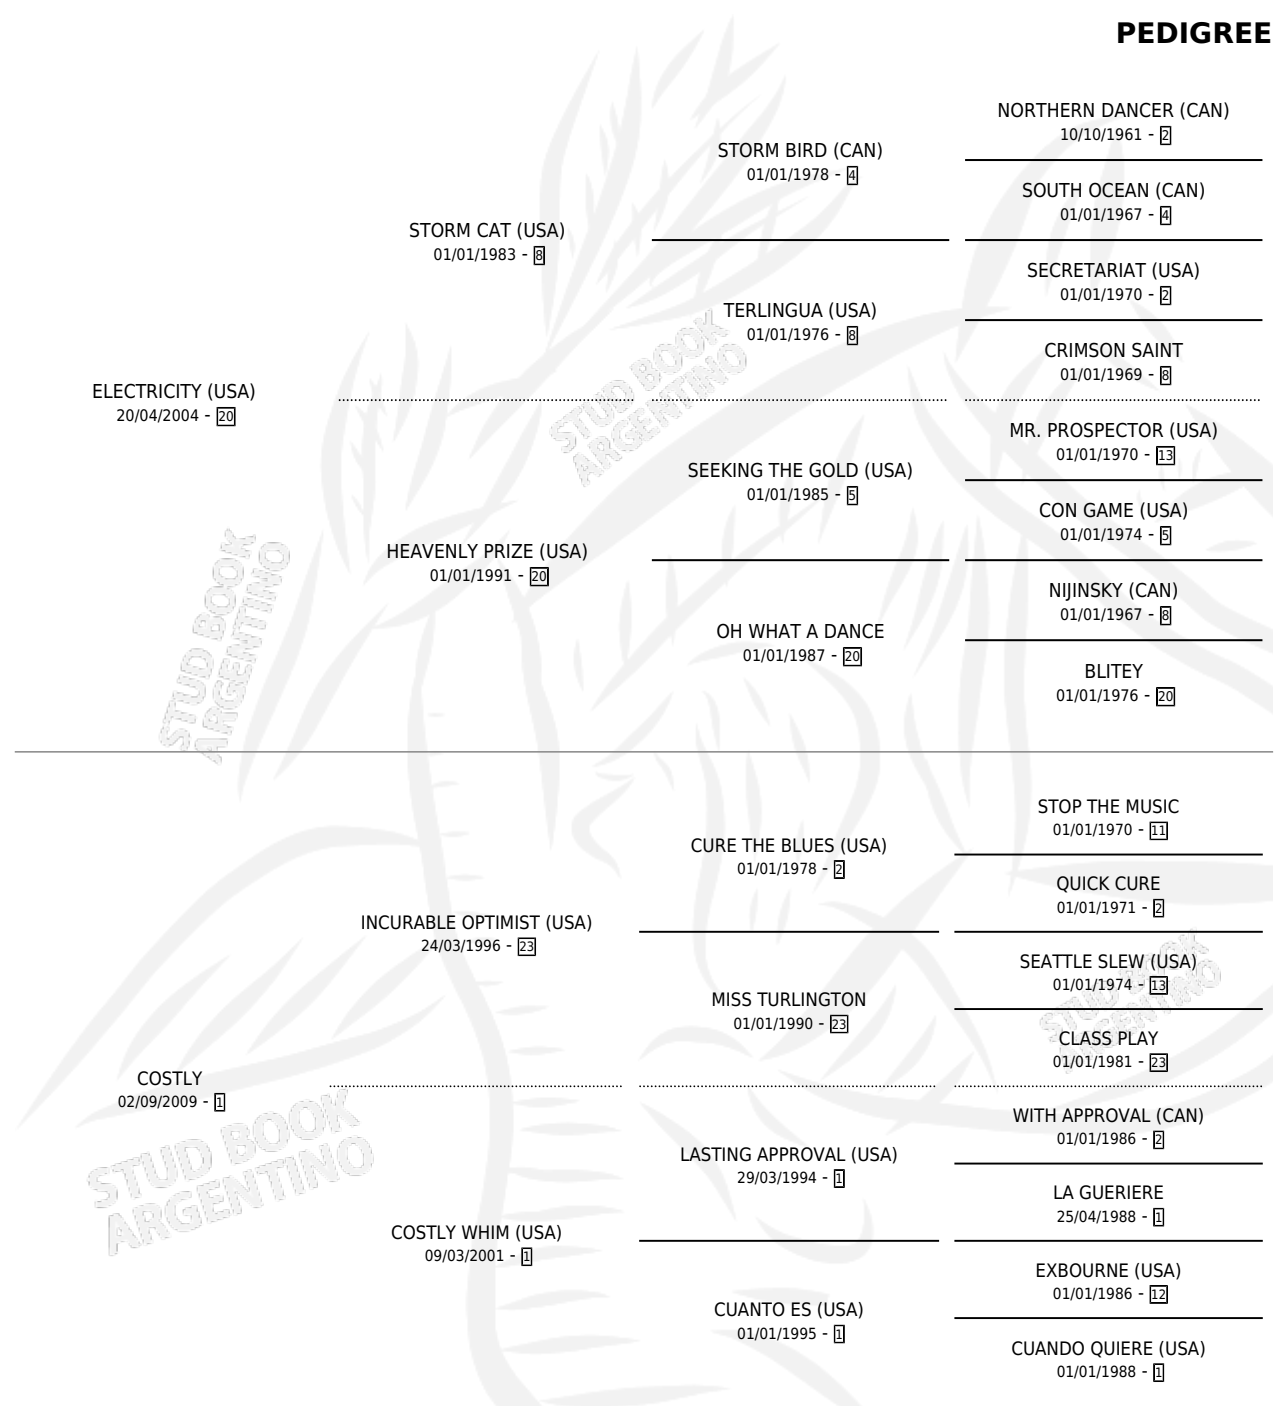 PEDIGREE
NORTHERN DANCER (CAN)
10/10/1961 - 2
STORM BIRD (CAN)
01/01/1978 - 4
SOUTH OCEAN (CAN)
01/01/1967 - 4
STORM CAT (USA)
01/01/1983 - 8
SECRETARIAT (USA)
01/01/1970 - 2
TERLINGUA (USA)
01/01/1976 - 8
CRIMSON SAINT
01/01/1969 - 8
ELECTRICITY (USA)
20/04/2004 - 20
MR. PROSPECTOR (USA)
01/01/1970 - 13
SEEKING THE GOLD (USA)
01/01/1985 - 5
CON GAME (USA)
01/01/1974 - 5
HEAVENLY PRIZE (USA)
01/01/1991 - 20
NIJINSKY (CAN)
01/01/1967 - 8
OH WHAT A DANCE
01/01/1987 - 20
BLITEY
01/01/1976 - 20
STOP THE MUSIC
01/01/1970 - 11
CURE THE BLUES (USA)
01/01/1978 - 2
QUICK CURE
01/01/1971 - 2
INCURABLE OPTIMIST (USA)
24/03/1996 - 23
SEATTLE SLEW (USA)
01/01/1974 - 13
MISS TURLINGTON
01/01/1990 - 23
CLASS PLAY
01/01/1981 - 23
COSTLY
02/09/2009 - 1
WITH APPROVAL (CAN)
01/01/1986 - 2
LASTING APPROVAL (USA)
29/03/1994 - 1
LA GUERIERE
25/04/1988 - 1
COSTLY WHIM (USA)
09/03/2001 - 1
EXBOURNE (USA)
01/01/1986 - 12
CUANTO ES (USA)
01/01/1995 - 1
CUANDO QUIERE (USA)
01/01/1988 - 1
STUD BOOK
ARGENTINO
STUD BOOK
ARGENTINO
STUD BOOK
ARGENTINO
STUD BOOK
ARGENTINO